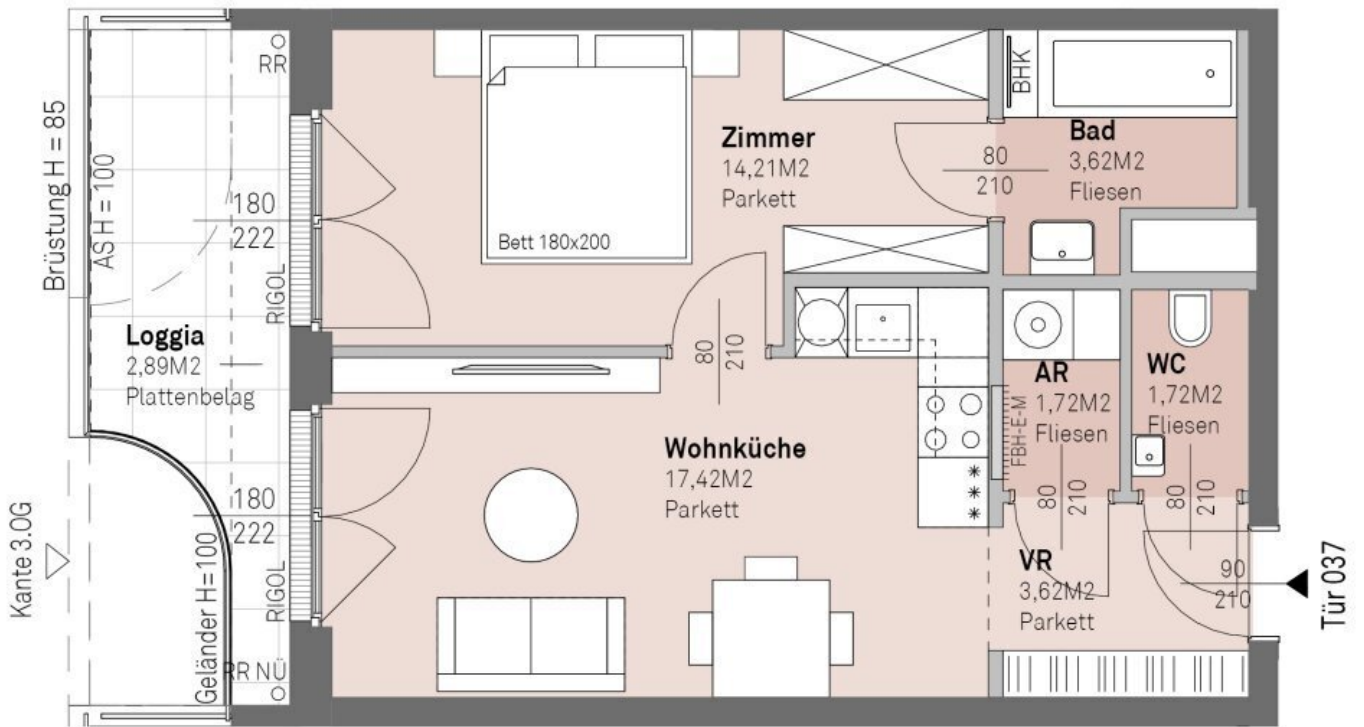 RR
BHK
Brüstung H = 85
AS H = 100
Zimmer
14,21M2
Parkett
80
210
Bad
3,62M2
Fliesen
180
222
RIGOL
Bett 180x200
Loggia
2,89M2
Plattenbelag
80
210
AR
1,72M2
Fliesen
WC
1,72M2
Fliesen
FBH-E-M
Wohnküche
17,42M2
Parkett
180
222
80
210
80
210
Kante 3.OG
Geländer H=100
RIGOL
VR
3,62M2
Parkett
90
210
Tür 037
RR NÜ